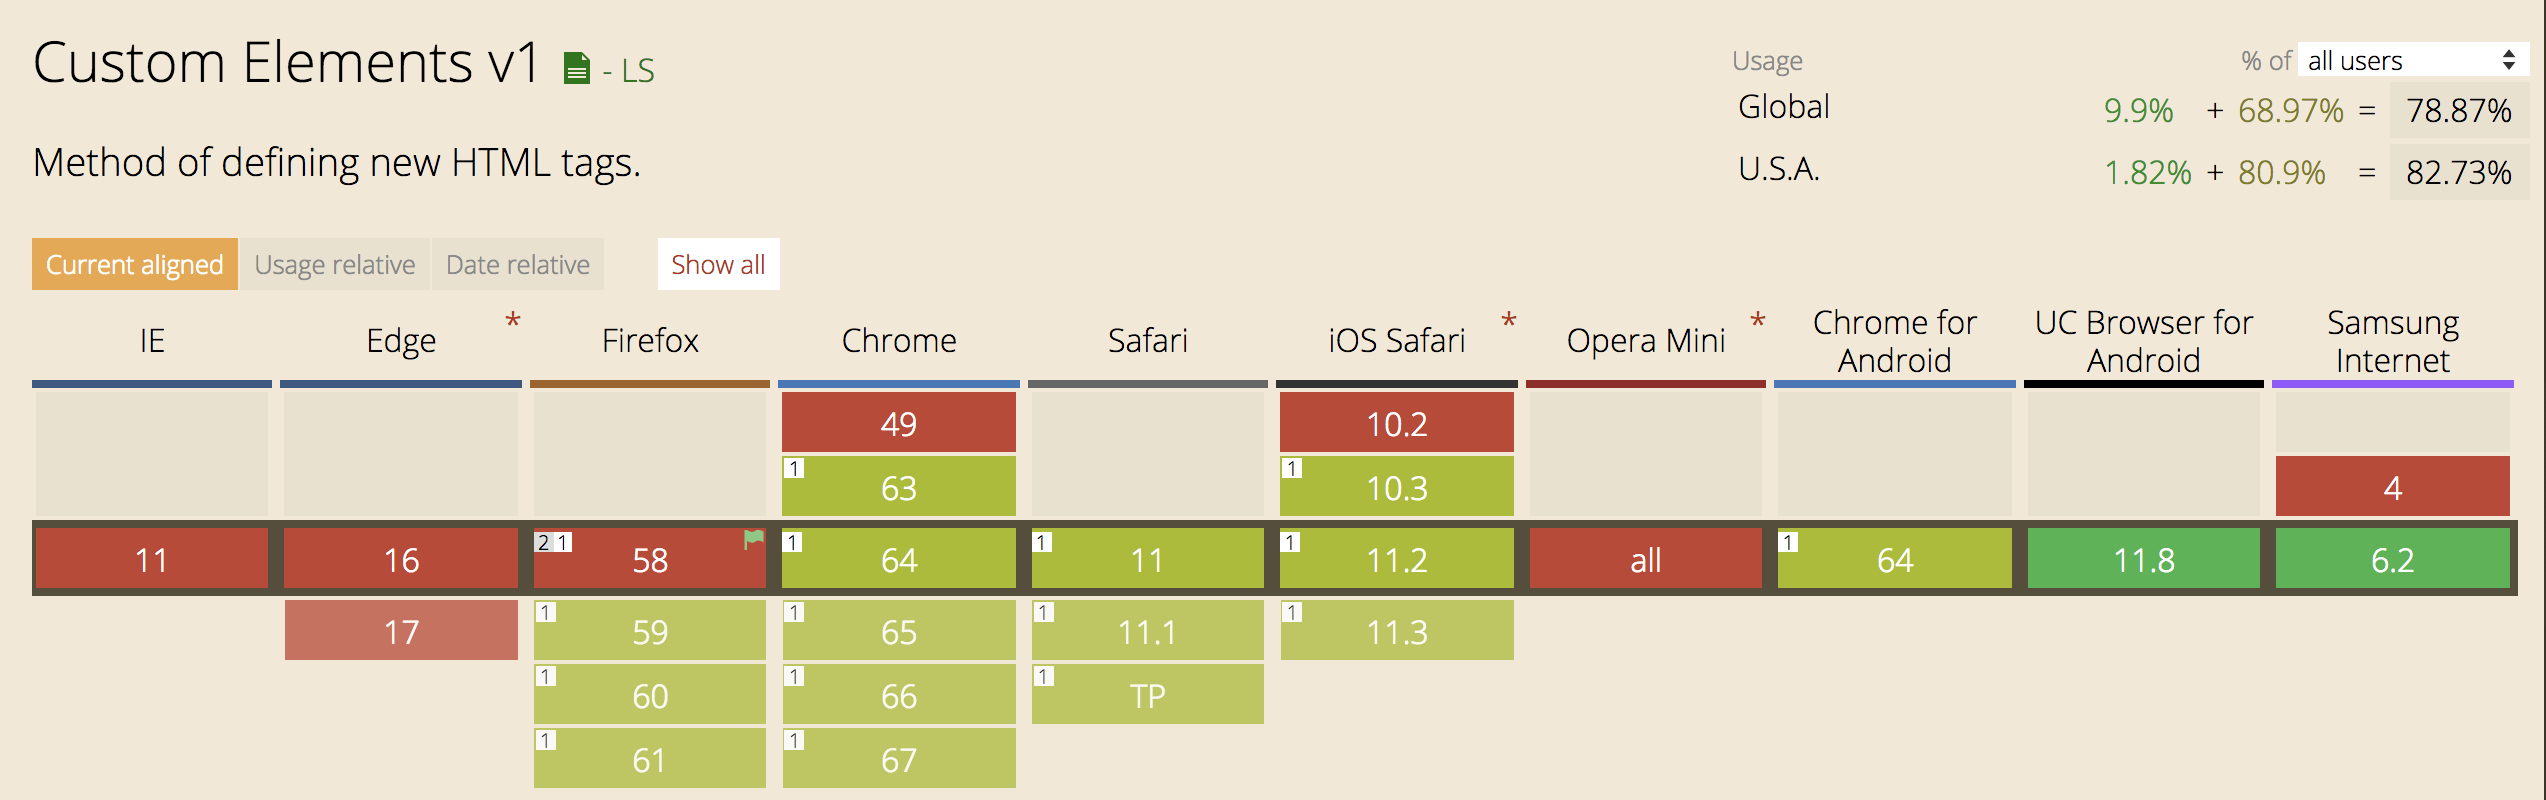 Custom Elements v1 - LS
Usage % of all users
Global 9.9% + 68.97% = 78.87%
Method of defining new HTML tags.
U.S.A. 1.82% + 80.9% = 82.73%
Current aligned Usage relative Date relative Show all
IE Edge * Firefox Chrome Safari iOS Safari * Opera Mini * Chrome for Android UC Browser for Android Samsung Internet
49 10.2
1 63 1 10.3 4
11 16 2 1 58 1 64 1 11 1 11.2 all 1 64 11.8 6.2
17 1 59 1 65 1 11.1 1 11.3
1 60 1 66 1 TP
1 61 1 67